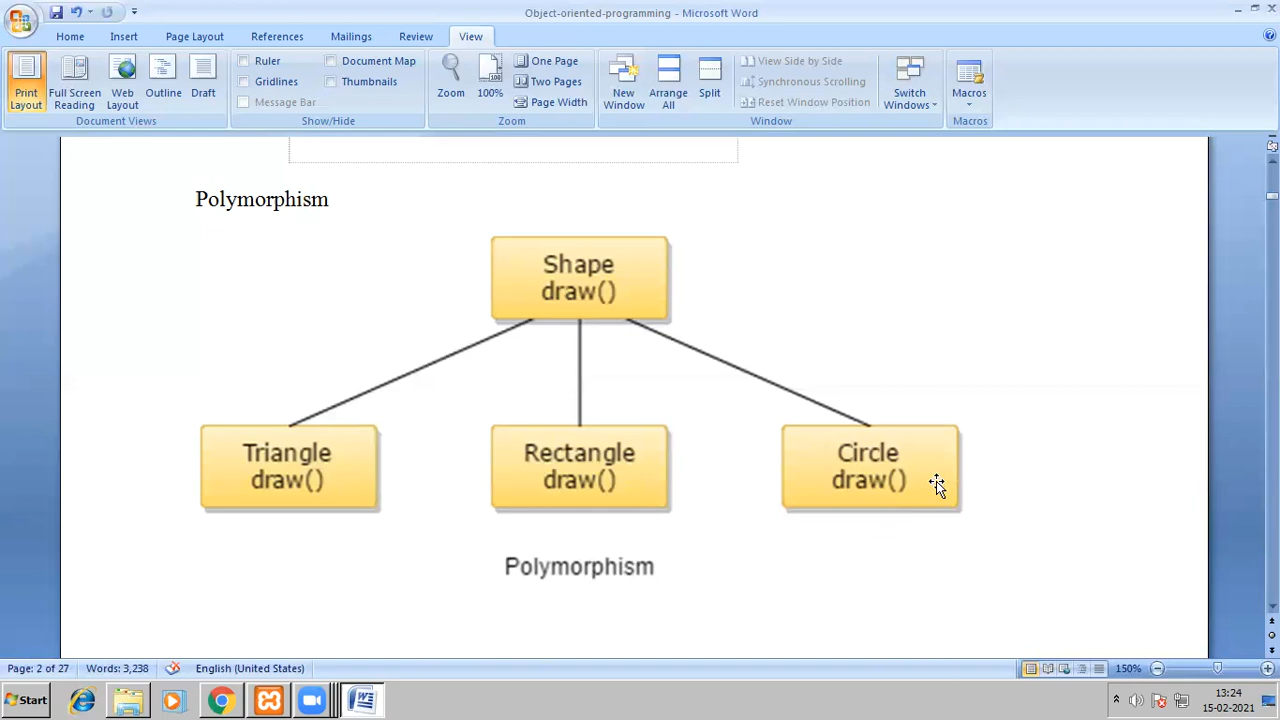 Object-oriented-programming - Microsoft Word
Home Insert Page Layout References Mailings Review View
Print Layout
Full Screen Reading
Web Layout
Outline
Draft
Document Views
Ruler
Gridlines
Message Bar
Document Map
Thumbnails
Show/Hide
Zoom
100%
One Page
Two Pages
Page Width
Zoom
New Window
Arrange All
Split
View Side by Side
Synchronous Scrolling
Reset Window Position
Window
Switch Windows
Macros
Macros
Polymorphism
Shape
draw()
Triangle
draw()
Rectangle
draw()
Circle
draw()
Polymorphism
Page: 2 of 27 Words: 3,238 English (United States) 150%
Start
13:24
15-02-2021